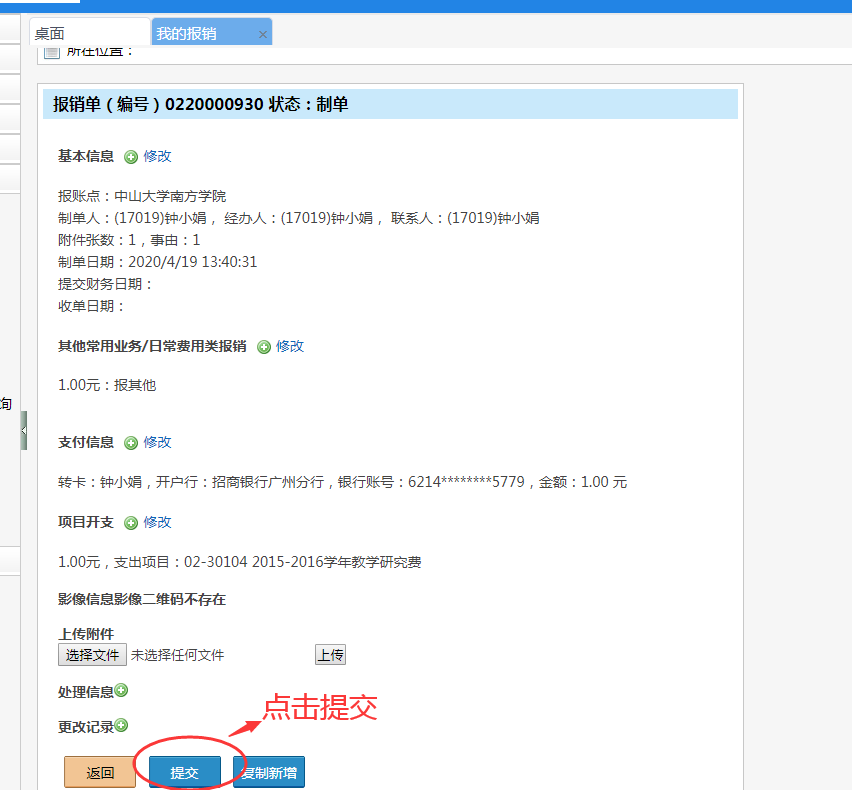 桌面
我的报销 ×
所在位置：
报销单（编号）0220000930 状态：制单
基本信息 修改
报账点：中山大学南方学院
制单人：(17019)钟小娟 ，经办人：(17019)钟小娟 ，联系人：(17019)钟小娟
附件张数：1，事由：1
制单日期：2020/4/19 13:40:31
提交财务日期：
收单日期：
其他常用业务/日常费用类报销 修改
1.00元：报其他
询
支付信息 修改
转卡：钟小娟，开户行：招商银行广州分行，银行账号：6214********5779，金额：1.00 元
项目开支 修改
1.00元，支出项目：02-30104 2015-2016学年教学研究费
影像信息影像二维码不存在
上传附件
选择文件 未选择任何文件 上传
处理信息
点击提交
更改记录
返回 提交 复制新增